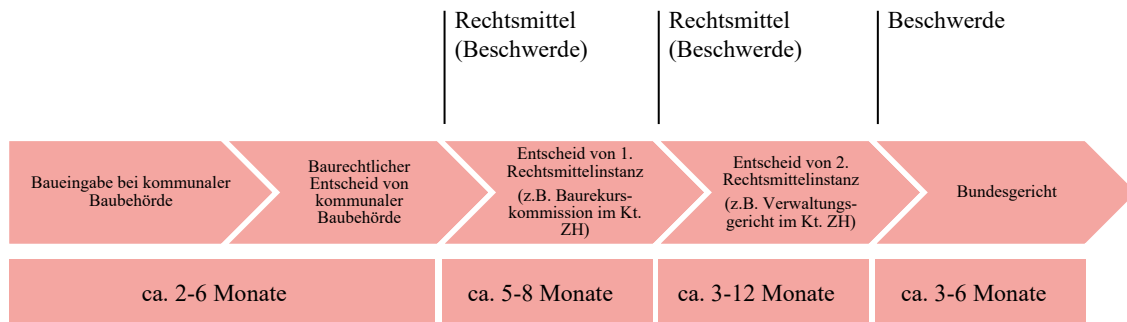 Rechtsmittel
(Beschwerde)
Rechtsmittel
(Beschwerde)
Beschwerde
Baueingabe bei kommunaler
Baubehörde
Baurechtlicher
Entscheid von
kommunaler
Baubehörde
Entscheid von 1.
Rechtsmittelinstanz
(z.B. Baurekurs-
kommission im Kt.
ZH)
Entscheid von 2.
Rechtsmittelinstanz
(z.B. Verwaltungs-
gericht im Kt. ZH)
Bundesgericht
ca. 2-6 Monate
ca. 5-8 Monate
ca. 3-12 Monate
ca. 3-6 Monate